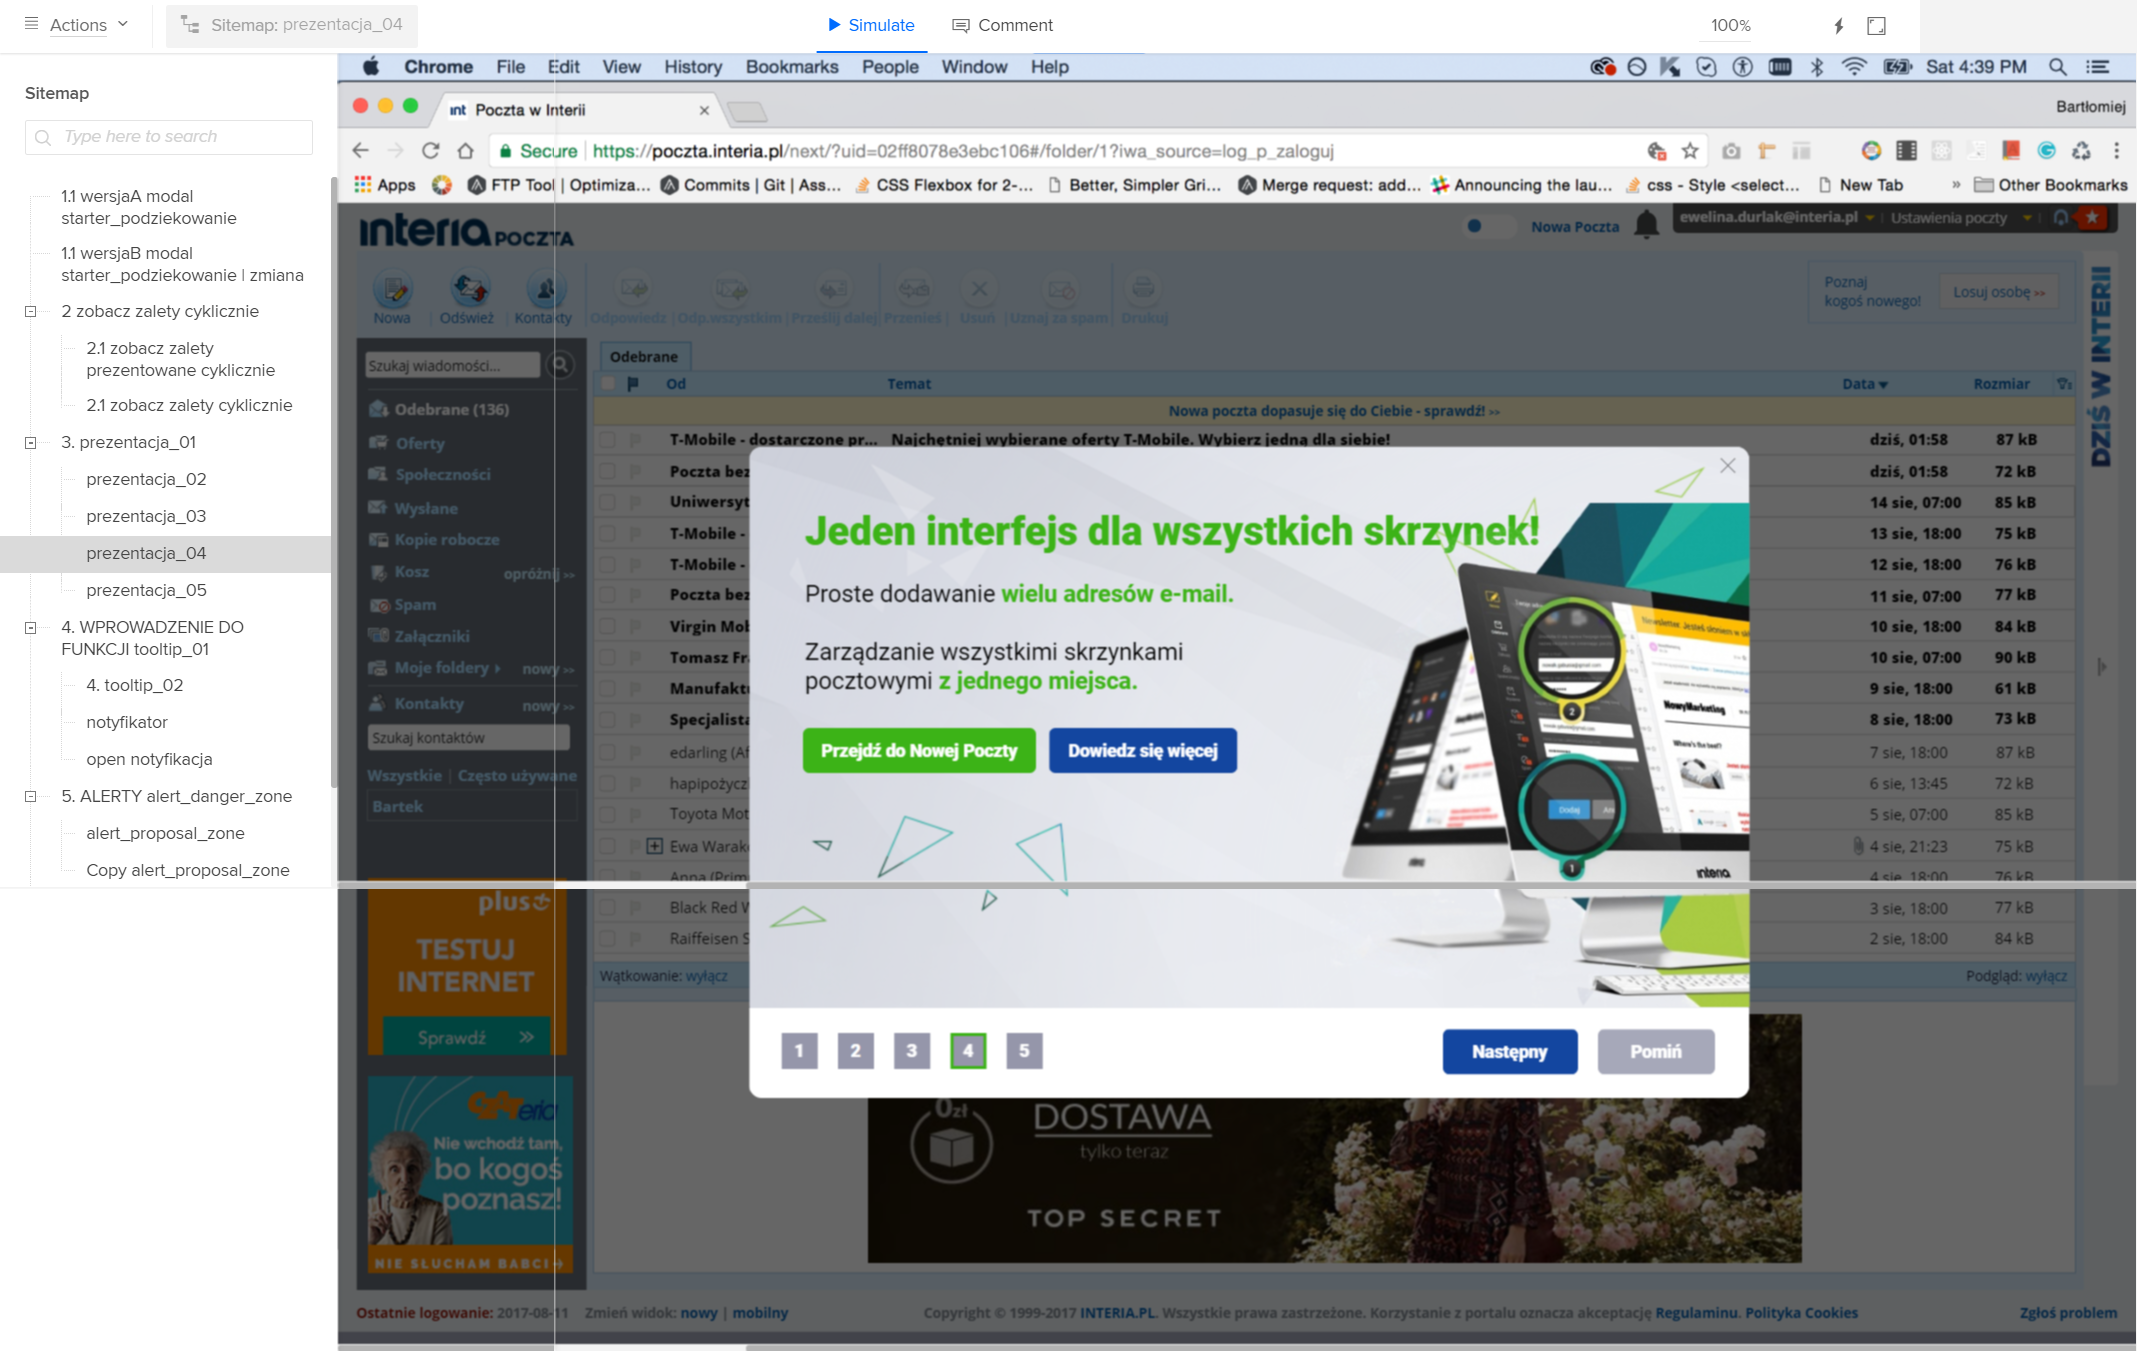 Actions
Sitemap: prezentacja_04
Simulate
Comment
100%
Sitemap
Type here to search
1.1 wersjaA modal
starter_podziekowanie
1.1 wersjaB modal
starter_podziekowanie | zmiana
2 zobacz zalety cyklicznie
2.1 zobacz zalety
prezentowane cyklicznie
2.1 zobacz zalety cyklicznie
3. prezentacja_01
prezentacja_02
prezentacja_03
prezentacja_04
prezentacja_05
4. WPROWADZENIE DO
FUNKCJI tooltip_01
4. tooltip_02
notyfikator
open notyfikacja
5. ALERTY alert_danger_zone
alert_proposal_zone
Copy alert_proposal_zone
Chrome File Edit View History Bookmarks People Window Help
Sat 4:39 PM
int Poczta w Interii
Bartłomiej
Secure https://poczta.interia.pl/next/?uid=02ff8078e3ebc106#/folder/1?iwa_source=log_p_zaloguj
Apps FTP Tool | Optimiza... Commits | Git | Ass... CSS Flexbox for 2-... Better, Simpler Gri... Merge request: add... Announcing the lau... css - Style <select... New Tab » Other Bookmarks
interia POCZTA
Nowa Poczta
ewelina.durlak@interia.pl Ustawienia poczty
Nowa Odśwież Kontakty Odpowiedz Odp.wszystkim Prześlij dalej Przenieś Usuń Uznaj za spam Drukuj
Poznaj
kogoś nowego!
Losuj osobę >>
DZIŚ W INTERII
Szukaj wiadomości...
Odebrane (136)
Oferty
Społeczności
Wysłane
Kopie robocze
Kosz opróżnij >>
Spam
Załączniki
Moje foldery nowy >>
Kontakty nowy >>
Szukaj kontaktów
Wszystkie | Często używane
Bartek
Odebrane
Od Temat Data Rozmiar
Nowa poczta dopasuje się do Ciebie - sprawdź! >>
T-Mobile - dostarczone pr... Najchętniej wybierane oferty T-Mobile. Wybierz jedną dla siebie! dziś, 01:58 87 kB
Poczta bez dziś, 01:58 72 kB
Uniwersyt 14 sie, 07:00 85 kB
T-Mobile - 13 sie, 18:00 75 kB
T-Mobile - 12 sie, 18:00 76 kB
Poczta bez 11 sie, 07:00 77 kB
Virgin Mob 10 sie, 18:00 84 kB
Tomasz Fra 10 sie, 07:00 90 kB
Manufaktu 9 sie, 18:00 61 kB
Specjalista 8 sie, 18:00 73 kB
edarling (Af 7 sie, 18:00 87 kB
hapipożycz 6 sie, 13:45 72 kB
Toyota Mot 5 sie, 07:00 85 kB
Ewa Warak 4 sie, 21:23 75 kB
Anna (Prim 4 sie, 18:00 76 kB
Black Red W 3 sie, 18:00 77 kB
Raiffeisen S 2 sie, 18:00 84 kB
Wątkowanie: wyłącz
Podgląd: wyłącz
Jeden interfejs dla wszystkich skrzynek!
Proste dodawanie wielu adresów e-mail.
Zarządzanie wszystkimi skrzynkami
pocztowymi z jednego miejsca.
Przejdź do Nowej Poczty
Dowiedz się więcej
NowyMarketing
Where's the tool?
2
Dodaj
1
interia
1 2 3 4 5
Następny
Pomiń
plus+
TESTUJ
INTERNET
Sprawdź »
Nie wchodź tam,
bo kogoś
poznasz!
NIE SŁUCHAM BABCI
0zł
DOSTAWA
tylko teraz
TOP SECRET
Ostatnie logowanie: 2017-08-11 Zmień widok: nowy | mobilny
Copyright © 1999-2017 INTERIA.PL. Wszystkie prawa zastrzeżone. Korzystanie z portalu oznacza akceptację Regulaminu. Polityka Cookies
Zgłoś problem